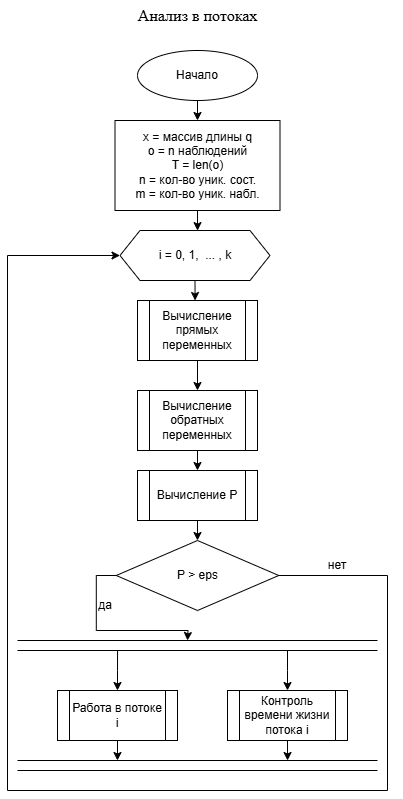 Анализ в потоках
Начало
x = массив длины q
o = n наблюдений
T = len(o)
n = кол-во уник. сост.
m = кол-во уник. набл.
i = 0, 1, ... , k
Вычисление
прямых
переменных
Вычисление
обратных
переменных
Вычисление P
P > eps
нет
да
Работа в потоке
i
Контроль
времени жизни
потока i